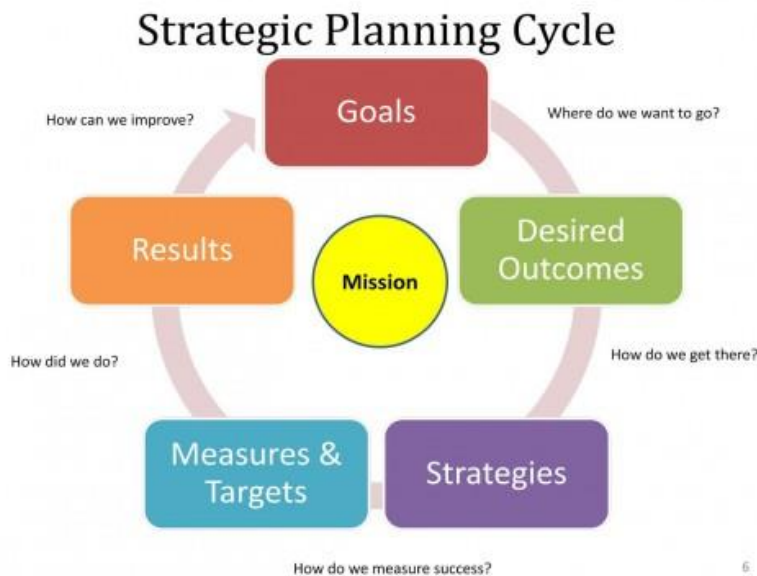 Strategic Planning Cycle
Goals
How can we improve?
Where do we want to go?
Results
Desired
Outcomes
Mission
How did we do?
How do we get there?
Measures &
Targets
Strategies
How do we measure success?
6